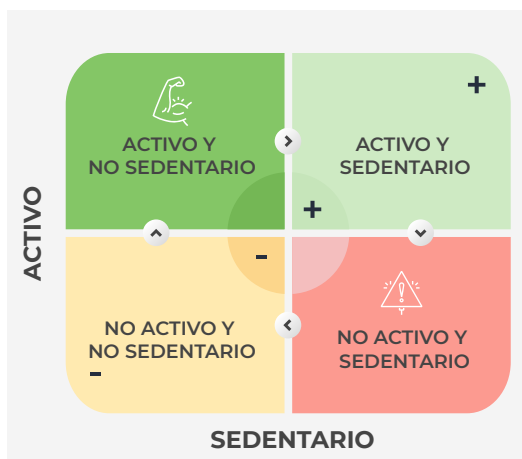 ACTIVO Y
NO SEDENTARIO
+
ACTIVO Y
SEDENTARIO
+
-
NO ACTIVO Y
NO SEDENTARIO
-
NO ACTIVO Y
SEDENTARIO
ACTIVO
SEDENTARIO